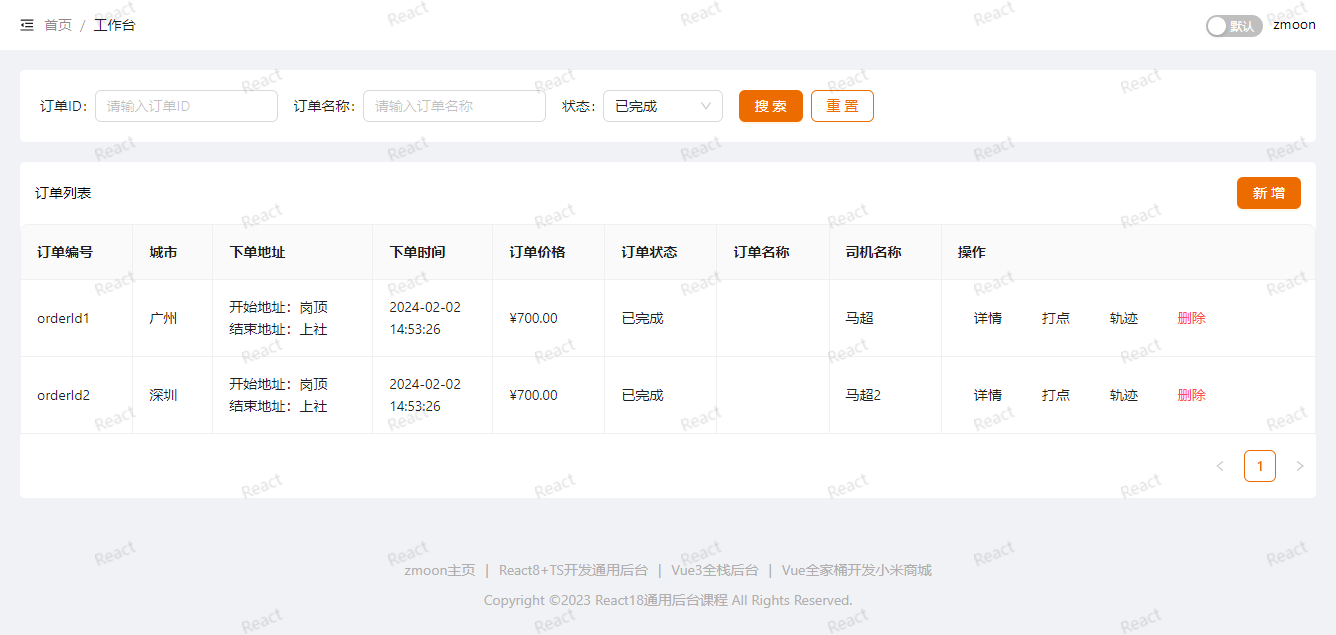 首页 / 工作台
默认 zmoon
订单ID： 请输入订单ID 订单名称： 请输入订单名称 状态： 已完成 搜 索 重 置
订单列表 新 增
订单编号 城市 下单地址 下单时间 订单价格 订单状态 订单名称 司机名称 操作
orderId1 广州 开始地址：岗顶 2024-02-02 ¥700.00 已完成 马超 详情 打点 轨迹 删除
结束地址：上社 14:53:26
orderId2 深圳 开始地址：岗顶 2024-02-02 ¥700.00 已完成 马超2 详情 打点 轨迹 删除
结束地址：上社 14:53:26
< 1 >
zmoon主页 | React8+TS开发通用后台 | Vue3全栈后台 | Vue全家桶开发小米商城
Copyright ©2023 React18通用后台课程 All Rights Reserved.
React